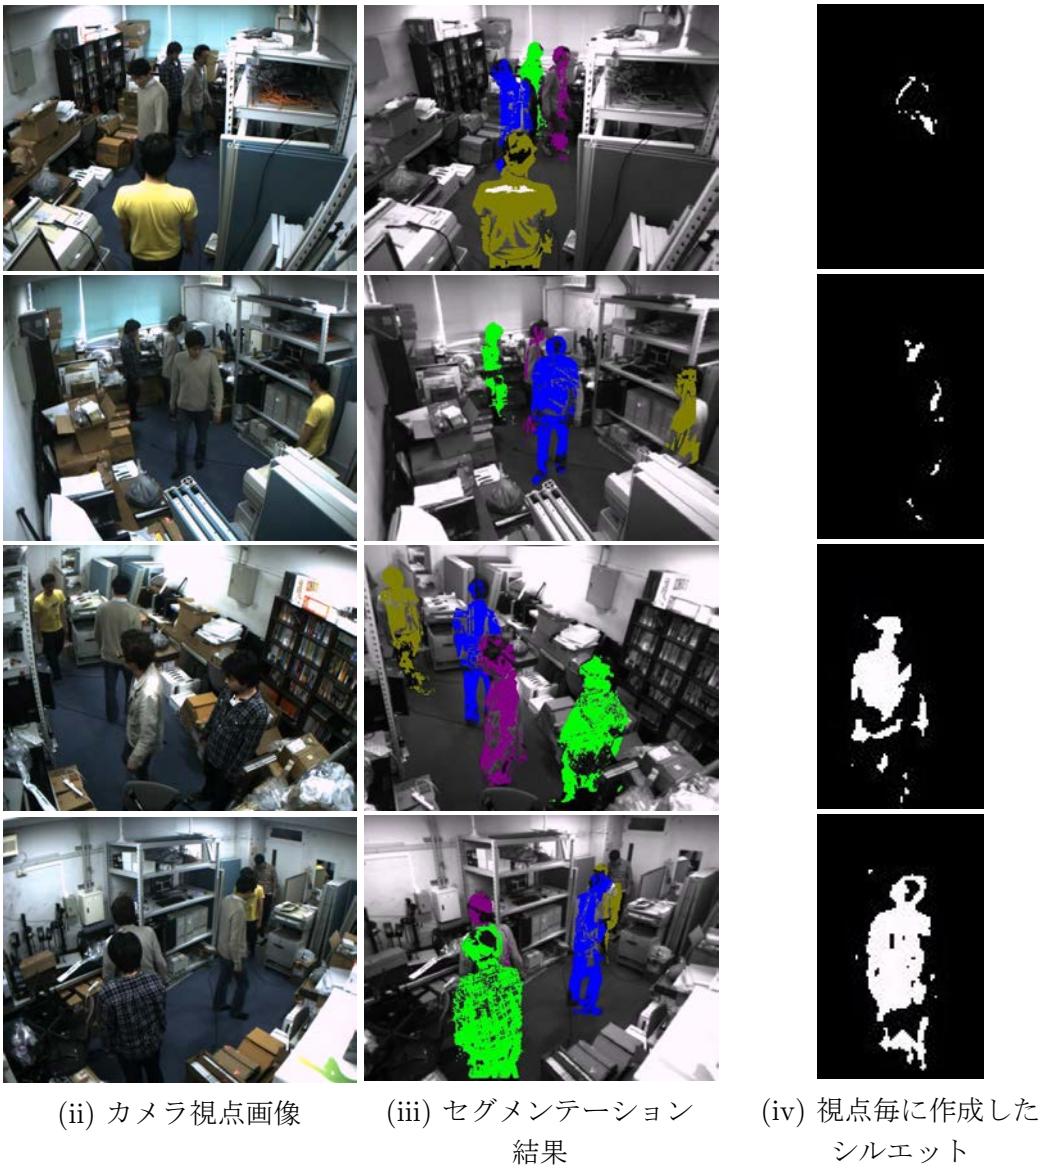 (ii) カメラ視点画像
(iii) セグメンテーション
結果
(iv) 視点毎に作成した
シルエット